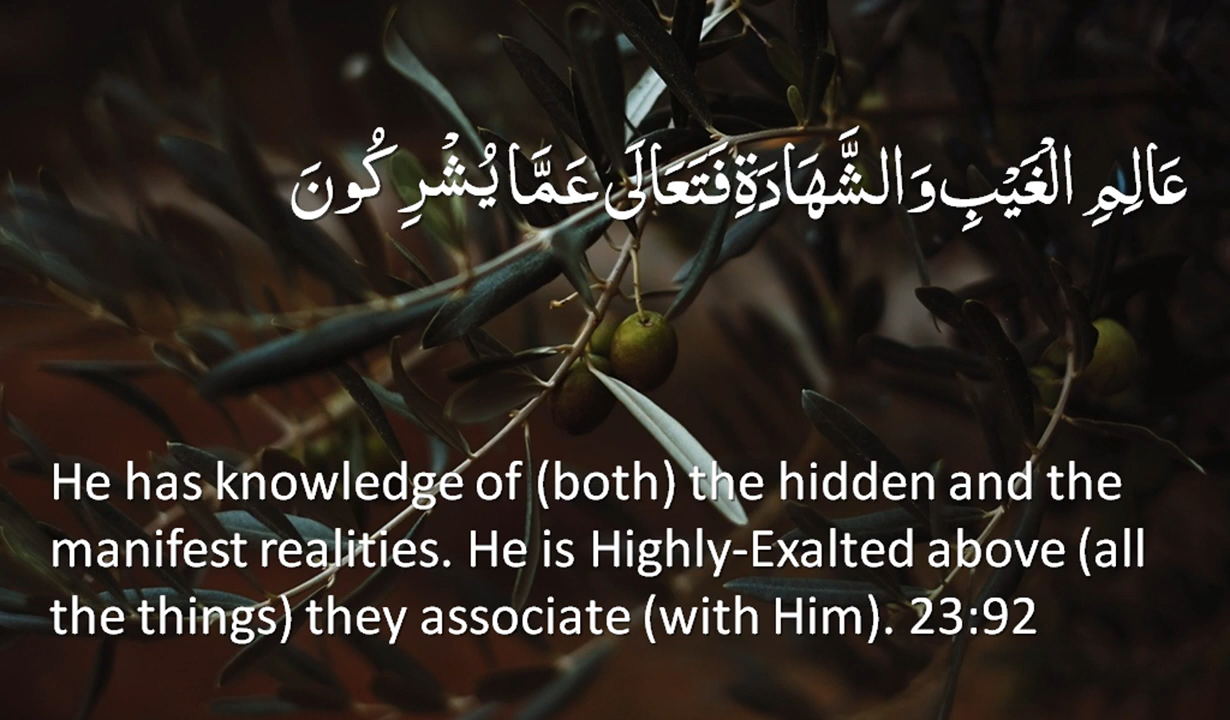 عَالِمِ الْغَيْبِ وَالشَّهَادَةِ فَتَعَالَى عَمَّا يُشْرِكُونَ
He has knowledge of (both) the hidden and the
manifest realities. He is Highly-Exalted above (all
the things) they associate (with Him). 23:92